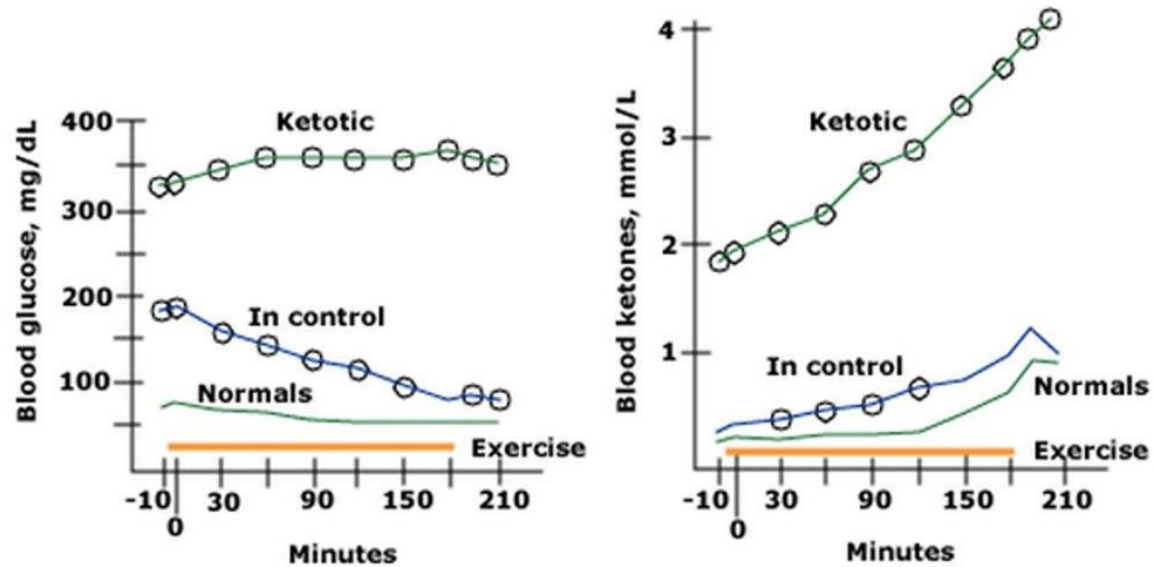 Blood glucose, mg/dL
400
300
200
100
Ketotic
In control
Normals
Exercise
-10 0 30 90 150 210
Minutes
Blood ketones, mmol/L
4
3
2
1
Ketotic
In control
Normals
Exercise
-10 0 30 90 150 210
Minutes